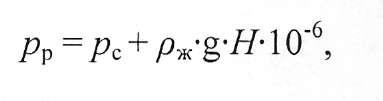 pр = pс + ρж·g·H·10⁻⁶,